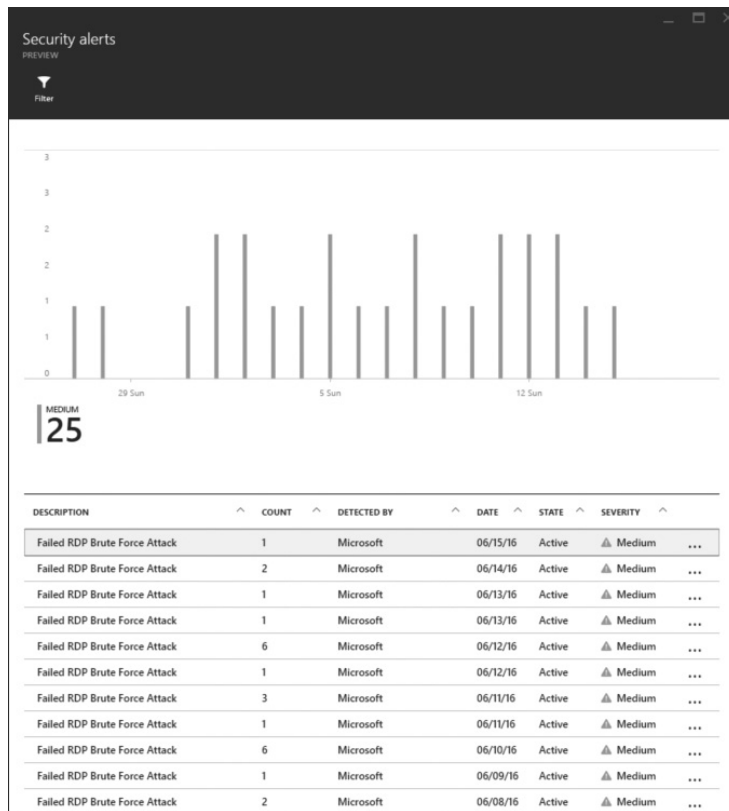 Security alerts
PREVIEW
Filter
3
3
2
2
1
1
0
29 Sun 5 Sun 12 Sun
MEDIUM
25
DESCRIPTION COUNT DETECTED BY DATE STATE SEVERITY
Failed RDP Brute Force Attack 1 Microsoft 06/15/16 Active Medium ...
Failed RDP Brute Force Attack 2 Microsoft 06/14/16 Active Medium ...
Failed RDP Brute Force Attack 1 Microsoft 06/13/16 Active Medium ...
Failed RDP Brute Force Attack 1 Microsoft 06/13/16 Active Medium ...
Failed RDP Brute Force Attack 6 Microsoft 06/12/16 Active Medium ...
Failed RDP Brute Force Attack 1 Microsoft 06/12/16 Active Medium ...
Failed RDP Brute Force Attack 3 Microsoft 06/11/16 Active Medium ...
Failed RDP Brute Force Attack 1 Microsoft 06/11/16 Active Medium ...
Failed RDP Brute Force Attack 6 Microsoft 06/10/16 Active Medium ...
Failed RDP Brute Force Attack 1 Microsoft 06/09/16 Active Medium ...
Failed RDP Brute Force Attack 2 Microsoft 06/08/16 Active Medium ...